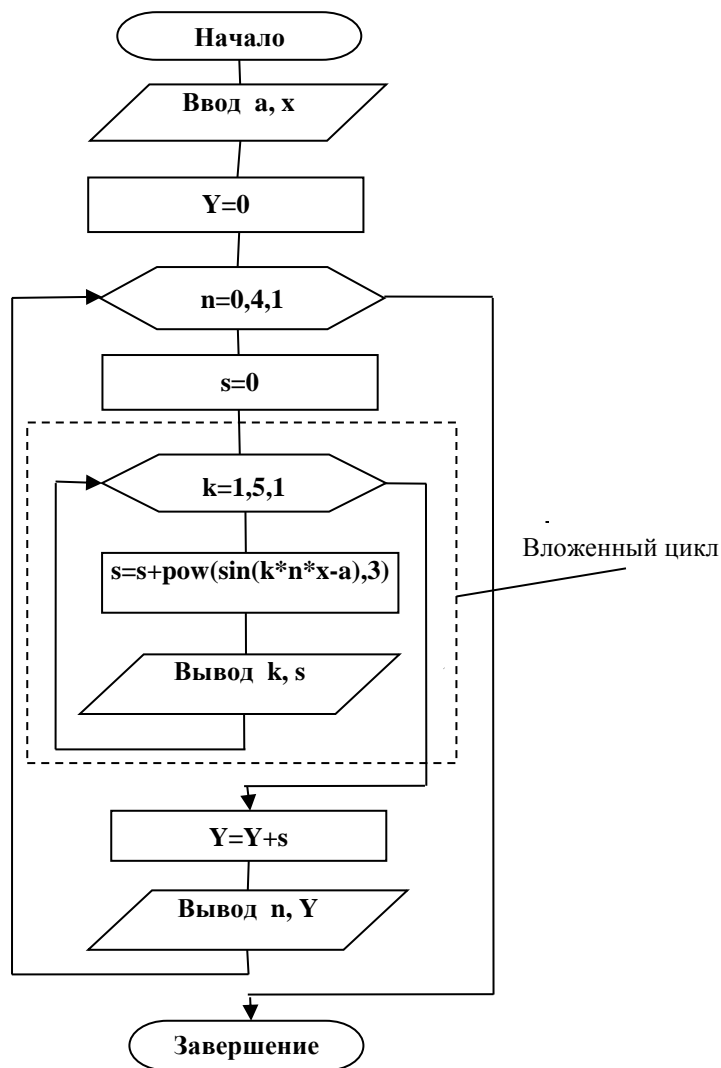 Начало
Ввод a, x
Y=0
n=0,4,1
s=0
k=1,5,1
s=s+pow(sin(k*n*x-a),3)
Вывод k, s
Вложенный цикл
Y=Y+s
Вывод n, Y
Завершение